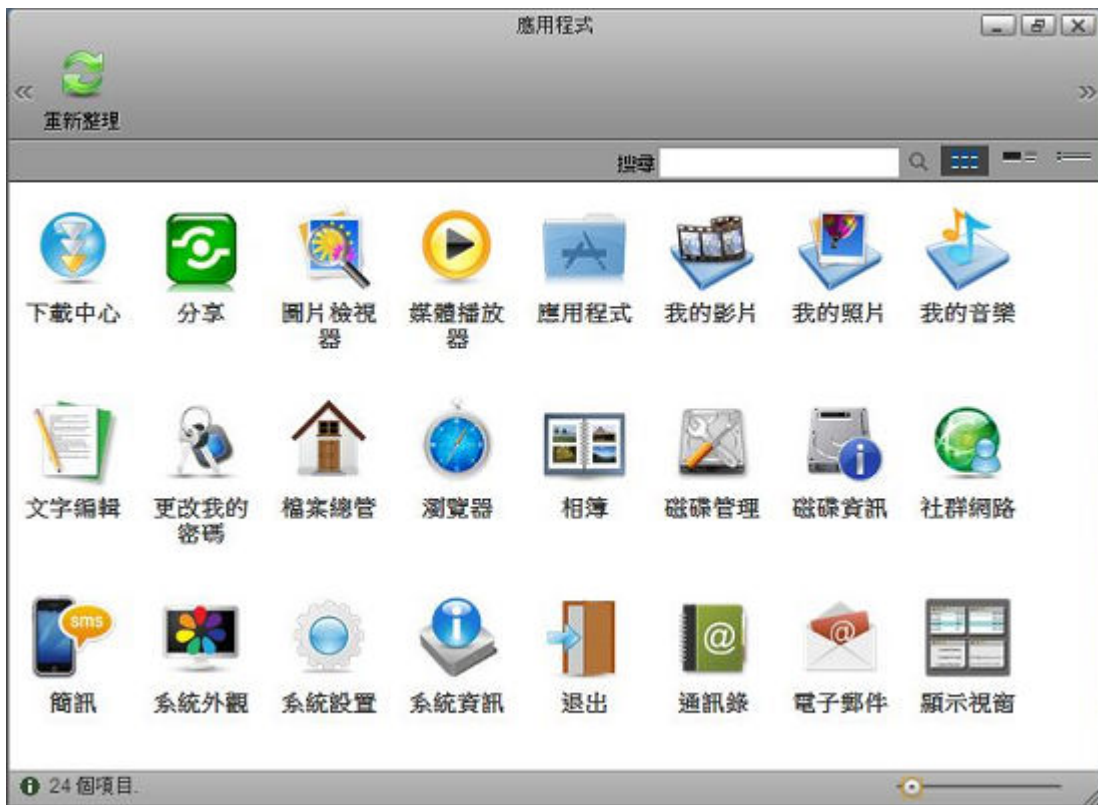 應用程式
重新整理
搜尋
下載中心 分享 圖片檢視器 媒體播放器 應用程式 我的影片 我的照片 我的音樂
文字編輯 更改我的密碼 檔案總管 瀏覽器 相簿 磁碟管理 磁碟資訊 社群網路
sms
簡訊 系統外觀 系統設置 系統資訊 退出 通訊錄 電子郵件 顯示視窗
24 個項目.